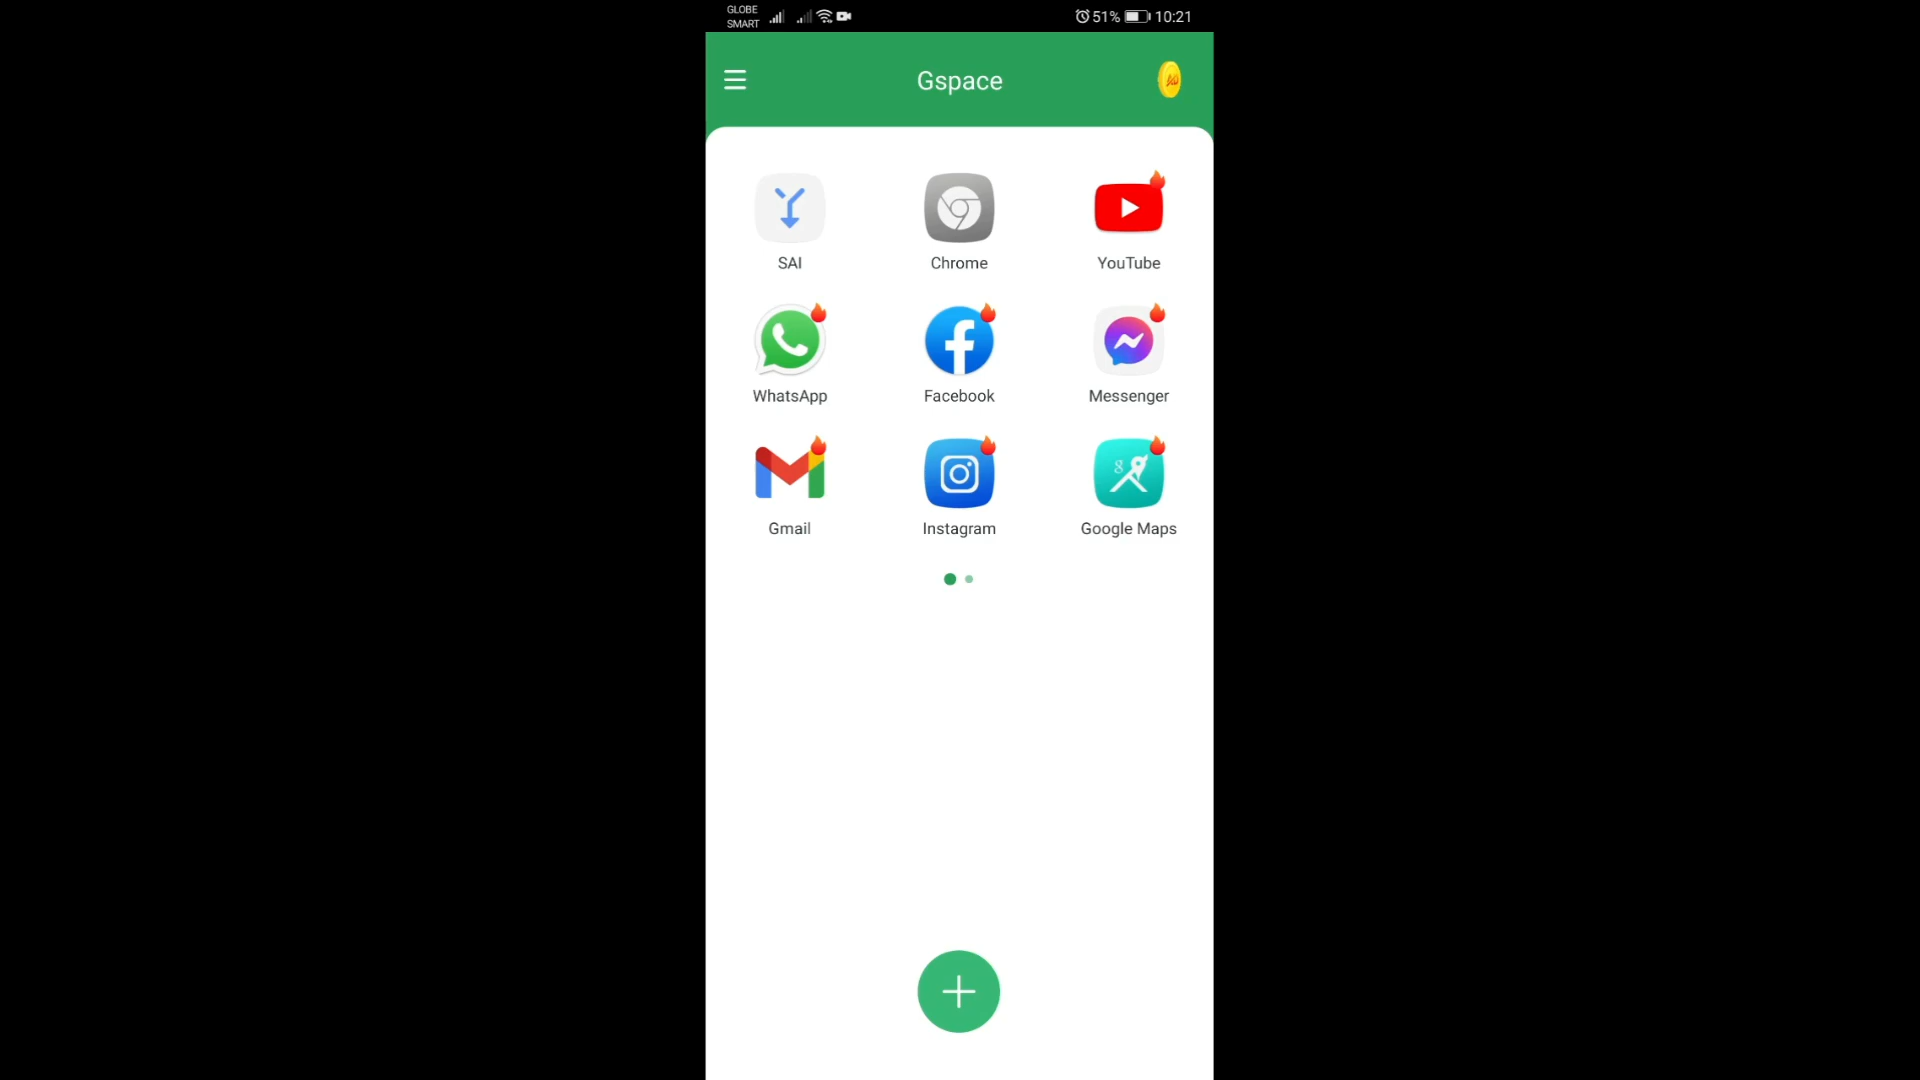 GLOBE
SMART
51% 10:21
Gspace
SAI
Chrome
YouTube
WhatsApp
Facebook
Messenger
Gmail
Instagram
Google Maps